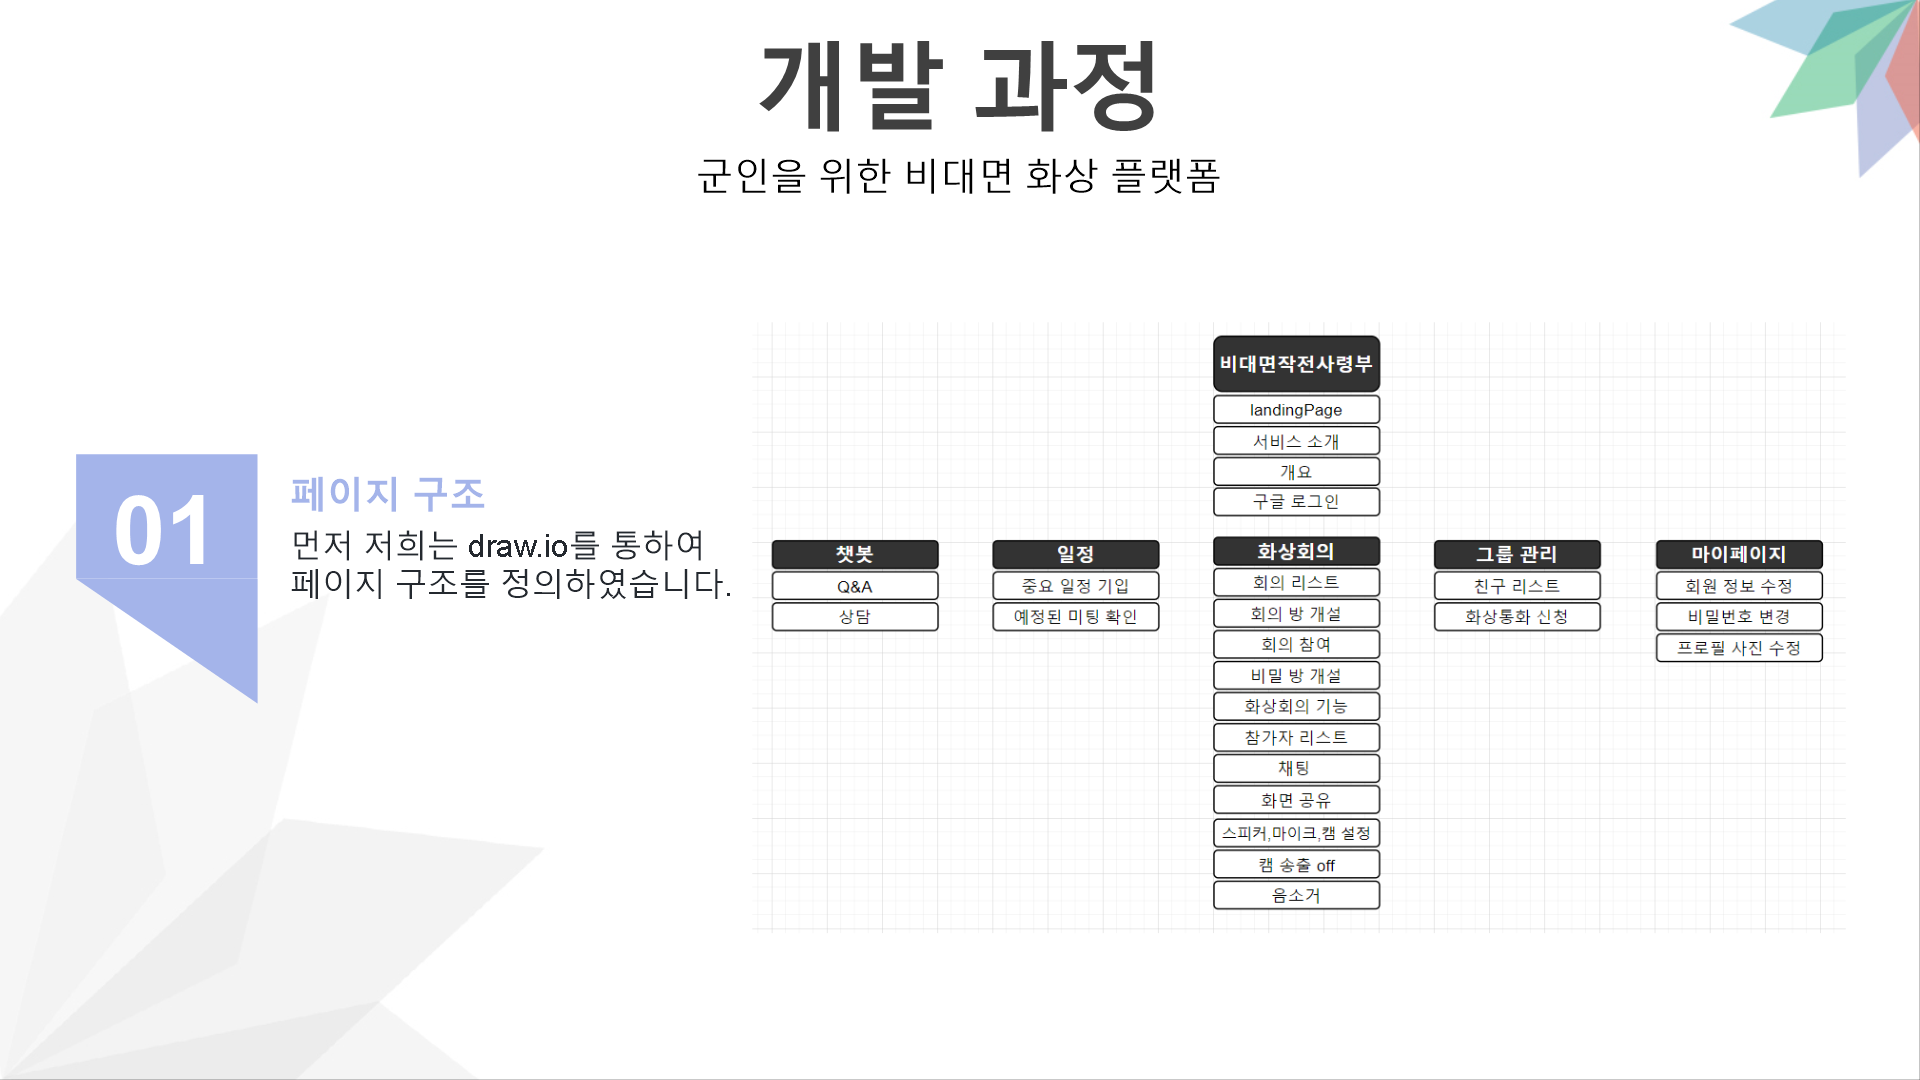 개발 과정
군인을 위한 비대면 화상 플랫폼
01
페이지 구조
먼저 저희는 draw.io를 통하여
페이지 구조를 정의하였습니다.
비대면작전사령부
landingPage
서비스 소개
개요
구글 로그인
챗봇
Q&A
상담
일정
중요 일정 기입
예정된 미팅 확인
화상회의
회의 리스트
회의 방 개설
회의 참여
비밀 방 개설
화상회의 기능
참가자 리스트
채팅
화면 공유
스피커,마이크,캠 설정
캠 송출 off
음소거
그룹 관리
친구 리스트
화상통화 신청
마이페이지
회원 정보 수정
비밀번호 변경
프로필 사진 수정